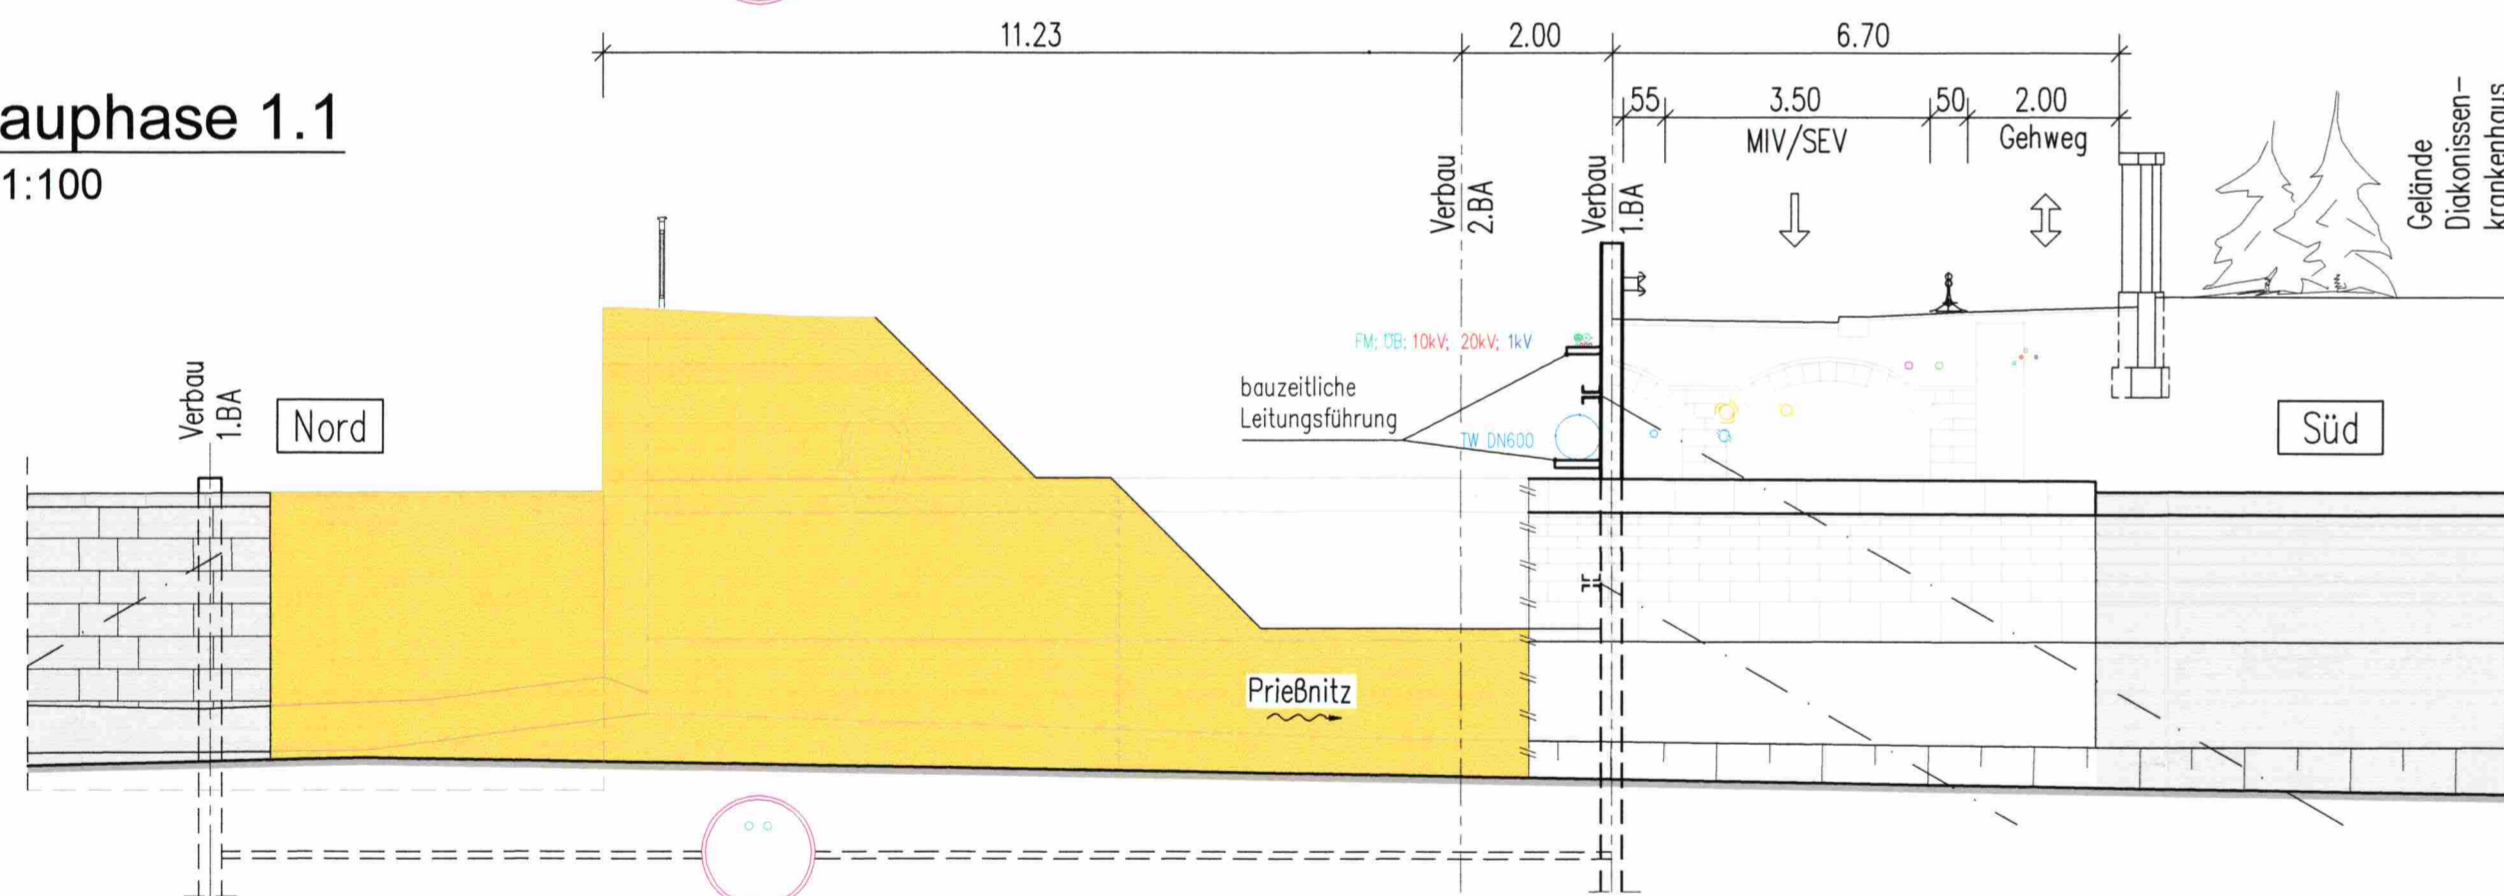 11.23
2.00
6.70
auphase 1.1
1:100
55
3.50
50
2.00
MIV/SEV
Gehweg
Gelände
Diakonissen-
krankenhaus
Verbau
2.BA
Verbau
1.BA
FM; ÜB; 10kV; 20kV; 1kV
bauzeitliche
Leitungsführung
TW DN600
Verbau
1.BA
Nord
Süd
Prießnitz